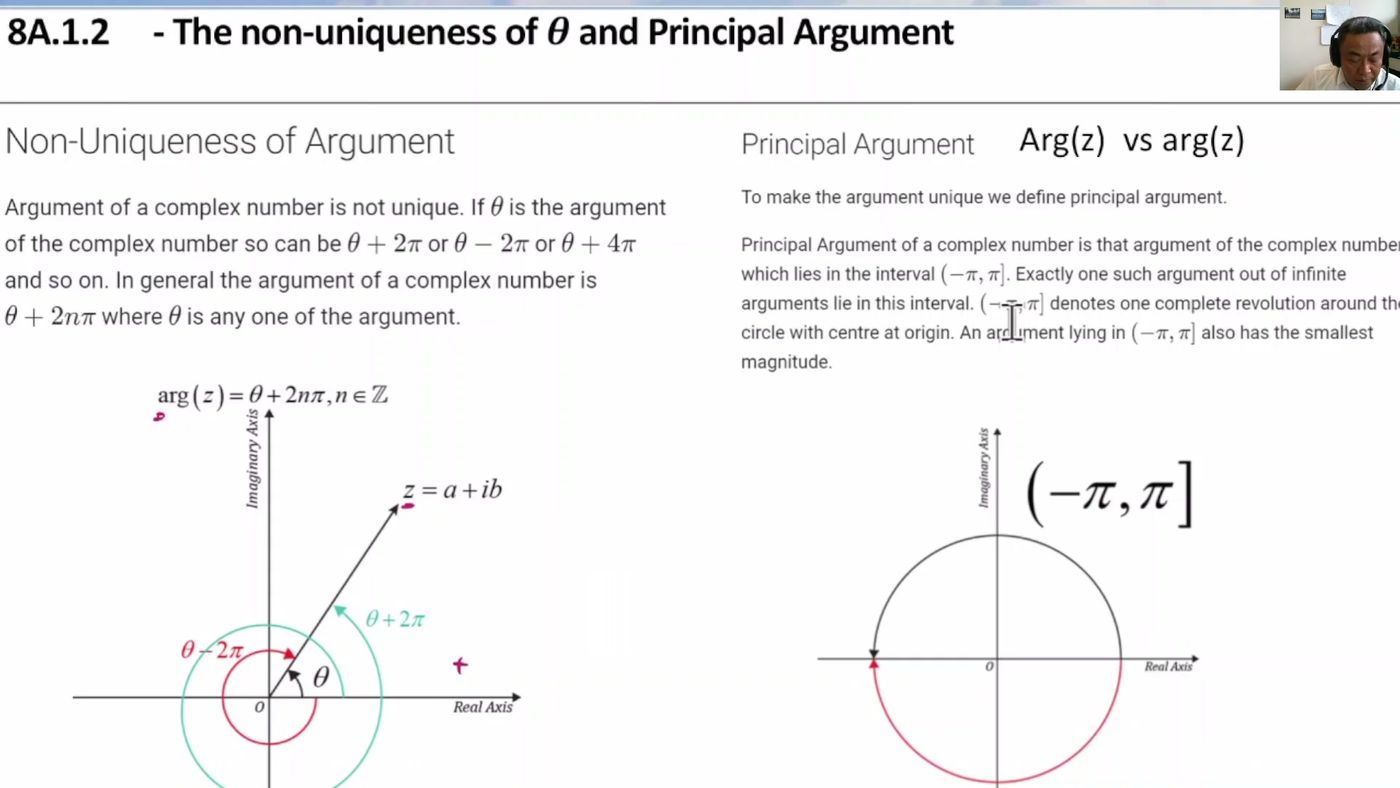 8A.1.2 - The non-uniqueness of θ and Principal Argument
Non-Uniqueness of Argument
Argument of a complex number is not unique. If θ is the argument
of the complex number so can be θ + 2π or θ − 2π or θ + 4π
and so on. In general the argument of a complex number is
θ + 2nπ where θ is any one of the argument.
arg(z) = θ + 2nπ, n ∈ ℤ
Imaginary Axis
z = a + ib
θ + 2π
θ − 2π
θ
O
Real Axis
Principal Argument Arg(z) vs arg(z)
To make the argument unique we define principal argument.
Principal Argument of a complex number is that argument of the complex numbe
which lies in the interval (−π, π]. Exactly one such argument out of infinite
arguments lie in this interval. (−π, π] denotes one complete revolution around th
circle with centre at origin. An argument lying in (−π, π] also has the smallest
magnitude.
Imaginary Axis
(−π, π]
O
Real Axis